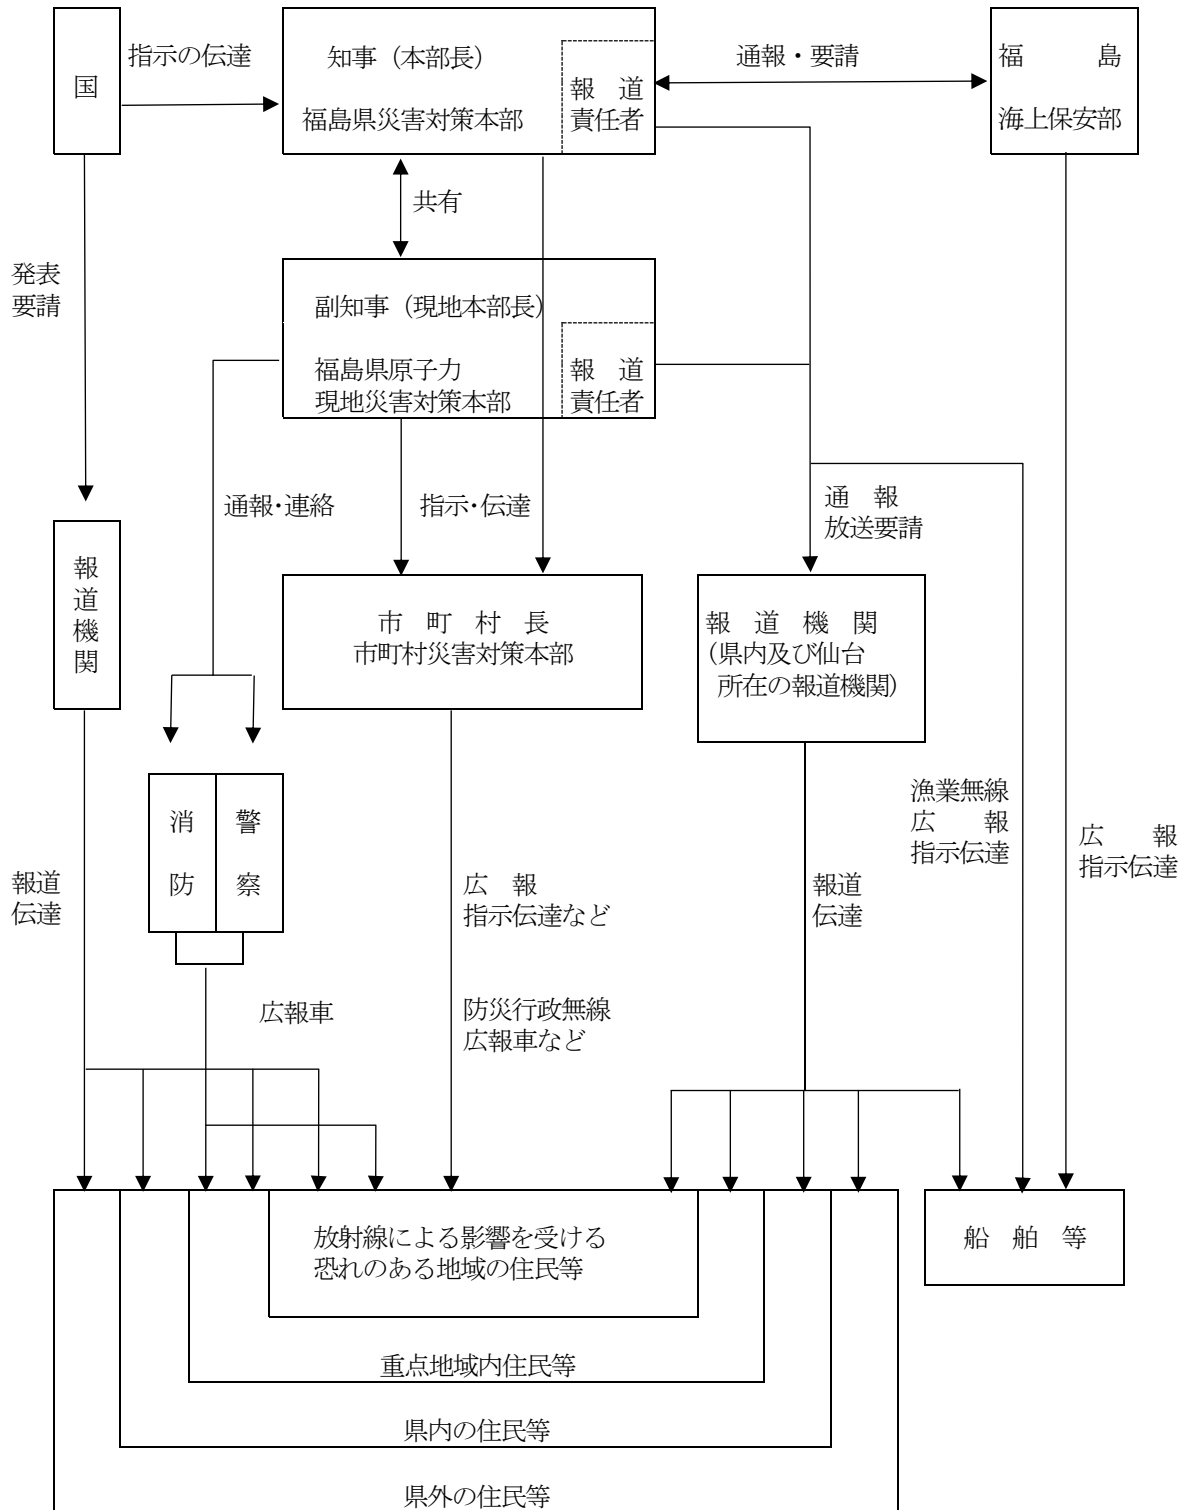 国
指示の伝達
知事（本部長）
福島県災害対策本部
報　道
責任者
通報・要請
福　　　島
海上保安部
共有
発表
要請
副知事（現地本部長）
福島県原子力
現地災害対策本部
報　道
責任者
通報・連絡
指示・伝達
通　報
放送要請
報道機関
市　町　村　長
市町村災害対策本部
報　道　機　関
（県内及び仙台
所在の報道機関）
消防
警察
漁業無線
広　　報
指示伝達
広　　報
指示伝達
報道
伝達
広　報
指示伝達など
報道
伝達
広報車
防災行政無線
広報車など
放射線による影響を受ける
恐れのある地域の住民等
船　舶　等
重点地域内住民等
県内の住民等
県外の住民等